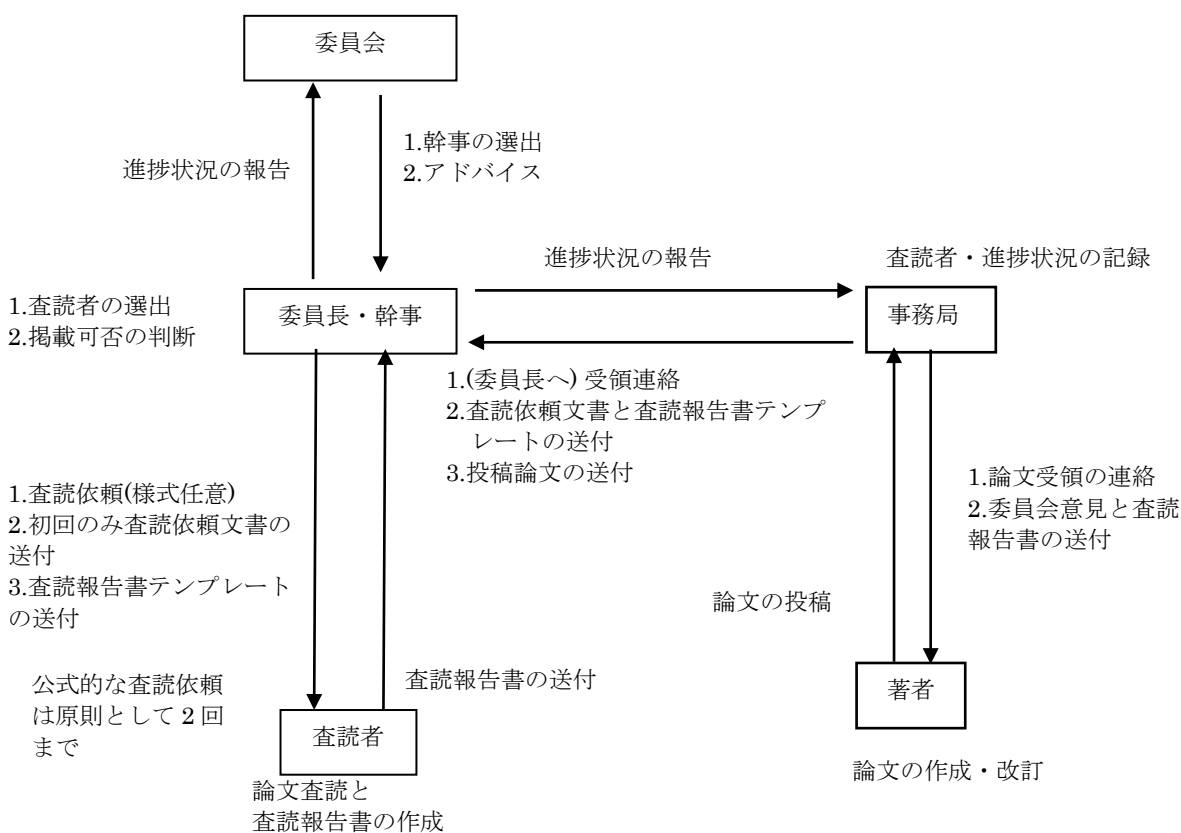 委員会
進捗状況の報告
1.幹事の選出
2.アドバイス
進捗状況の報告
査読者・進捗状況の記録
1.査読者の選出
2.掲載可否の判断
委員長・幹事
事務局
1.(委員長へ) 受領連絡
2.査読依頼文書と査読報告書テンプ
レートの送付
3.投稿論文の送付
1.査読依頼(様式任意)
2.初回のみ査読依頼文書の
送付
3.査読報告書テンプレート
の送付
1.論文受領の連絡
2.委員会意見と査読
報告書の送付
論文の投稿
公式的な査読依頼
は原則として 2 回
まで
査読報告書の送付
査読者
著者
論文査読と
査読報告書の作成
論文の作成・改訂